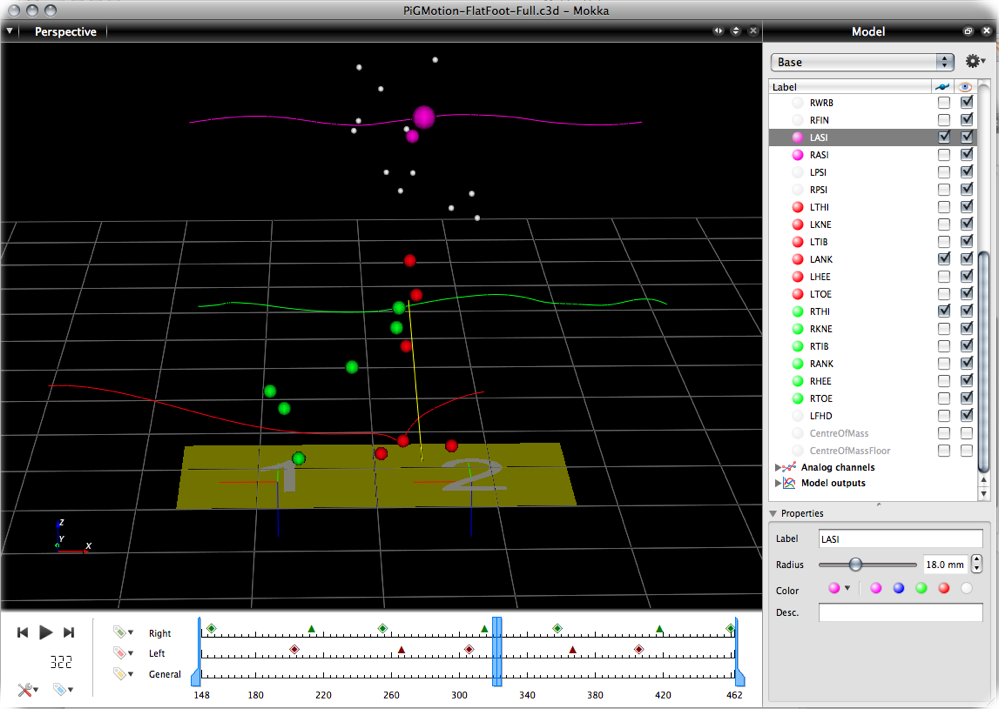 PiGMotion-FlatFoot-Full.c3d – Mokka
Perspective
Model
Base
Label
RWRB
RFIN
LASI
RASI
LPSI
RPSI
LTHI
LKNE
LTIB
LANK
LHEE
LTOE
RTHI
RKNE
RTIB
RANK
RHEE
RTOE
LFHD
CentreOfMass
CentreOfMassFloor
Analog channels
Model outputs
1 2
Z
Y X
Properties
Label LASI
Radius 18.0 mm
Color
Desc.
Right
322 Left
General
148 180 220 260 300 340 380 420 462